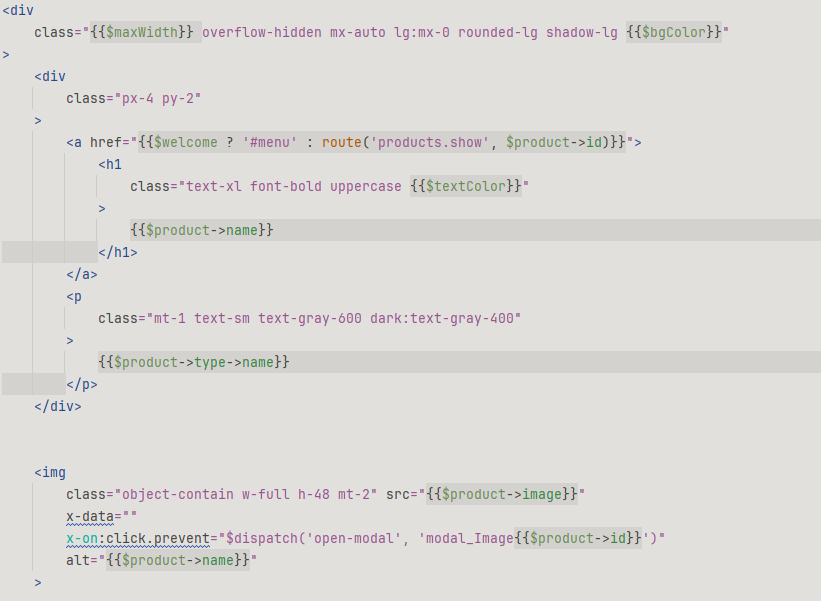 <div
class="{{$maxWidth}} overflow-hidden mx-auto lg:mx-0 rounded-lg shadow-lg {{$bgColor}}"
>
<div
class="px-4 py-2"
>
<a href="{{$welcome ? '#menu' : route('products.show', $product->id)}}">
<h1
class="text-xl font-bold uppercase {{$textColor}}"
>
{{$product->name}}
</h1>
</a>
<p
class="mt-1 text-sm text-gray-600 dark:text-gray-400"
>
{{$product->type->name}}
</p>
</div>
<img
class="object-contain w-full h-48 mt-2" src="{{$product->image}}"
x-data=""
x-on:click.prevent="$dispatch('open-modal', 'modal_Image{{$product->id}}')"
alt="{{$product->name}}"
>